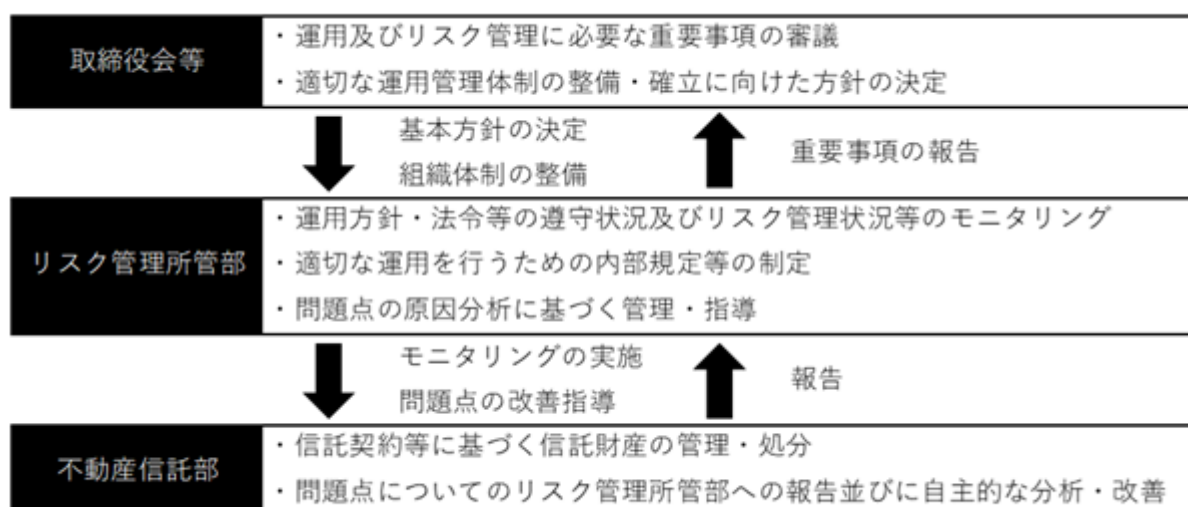 取締役会等
・運用及びリスク管理に必要な重要事項の審議
・適切な運用管理体制の整備・確立に向けた方針の決定
基本方針の決定
組織体制の整備
重要事項の報告
リスク管理所管部
・運用方針・法令等の遵守状況及びリスク管理状況等のモニタリング
・適切な運用を行うための内部規定等の制定
・問題点の原因分析に基づく管理・指導
モニタリングの実施
問題点の改善指導
報告
不動産信託部
・信託契約等に基づく信託財産の管理・処分
・問題点についてのリスク管理所管部への報告並びに自主的な分析・改善